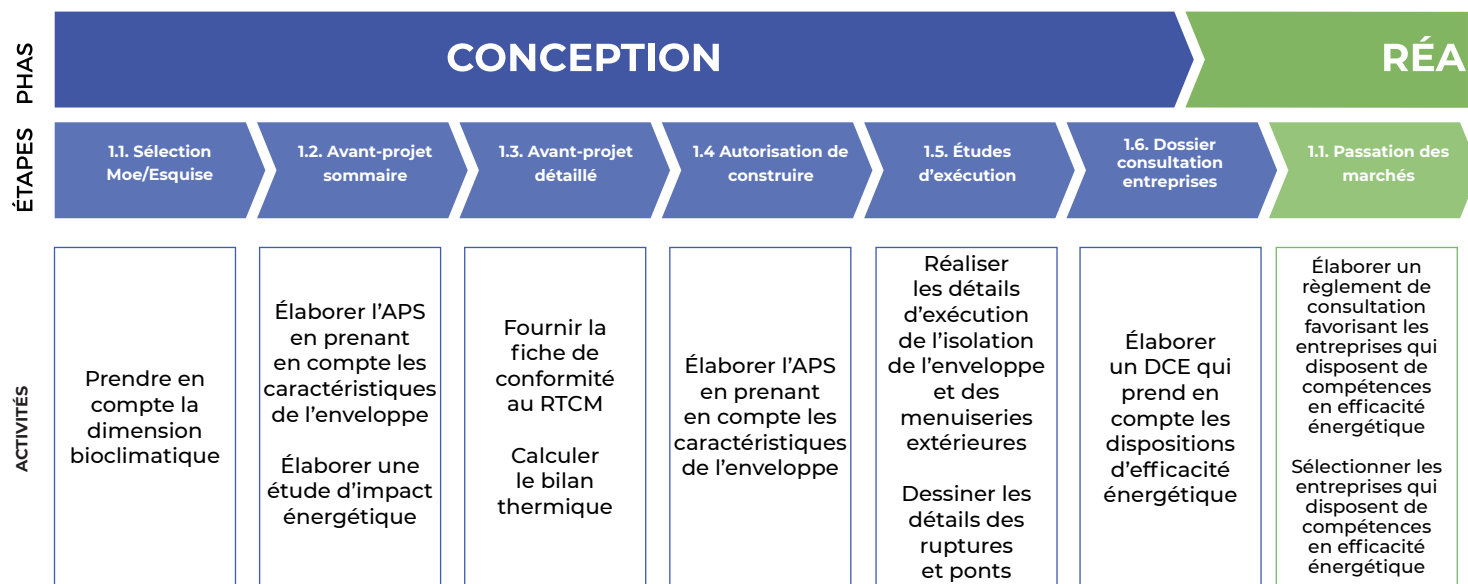 PHAS
CONCEPTION
RÉA
ÉTAPES
1.1. Sélection
Moe/Esquise
1.2. Avant-projet
sommaire
1.3. Avant-projet
détaillé
1.4 Autorisation de
construire
1.5. Études
d'exécution
1.6. Dossier
consultation
entreprises
1.1. Passation des
marchés
ACTIVITÉS
Prendre en
compte la
dimension
bioclimatique
Élaborer l'APS
en prenant
en compte les
caractéristiques
de l'enveloppe
Élaborer une
étude d'impact
énergétique
Fournir la
fiche de
conformité
au RTCM
Calculer
le bilan
thermique
Élaborer l'APS
en prenant
en compte les
caractéristiques
de l'enveloppe
Réaliser
les détails
d'exécution
de l'isolation
de l'enveloppe
et des
menuiseries
extérieures
Dessiner les
détails des
ruptures
et ponts
Élaborer
un DCE qui
prend en
compte les
dispositions
d'efficacité
énergétique
Élaborer un
règlement de
consultation
favorisant les
entreprises qui
disposent de
compétences
en efficacité
énergétique
Sélectionner les
entreprises qui
disposent de
compétences
en efficacité
énergétique